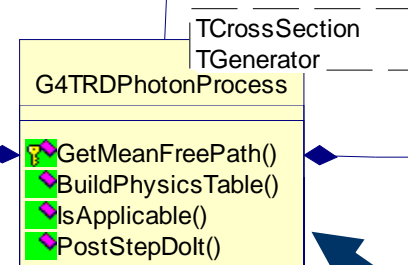 TCrossSection
TGenerator
G4TRDPhotonProcess
GetMeanFreePath()
BuildPhysicsTable()
IsApplicable()
PostStepDoIt()